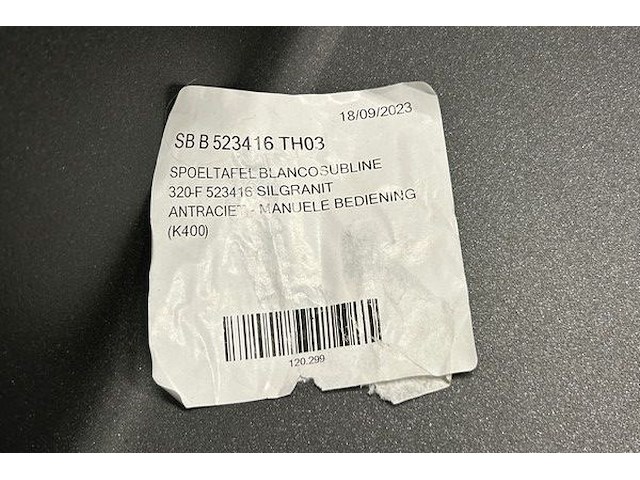 18/09/2023
SB B 523416 TH03
SPOELTAFEL BLANCOSUBLINE
320-F 523416 SILGRANIT
ANTRACIET - MANUELE BEDIENING
(K400)
120.299